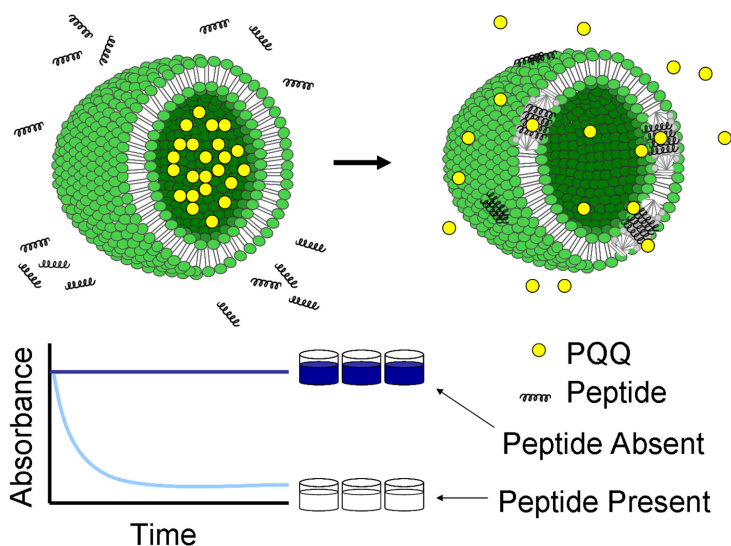 PQQ
Peptide
Peptide Absent
Peptide Present
Absorbance
Time